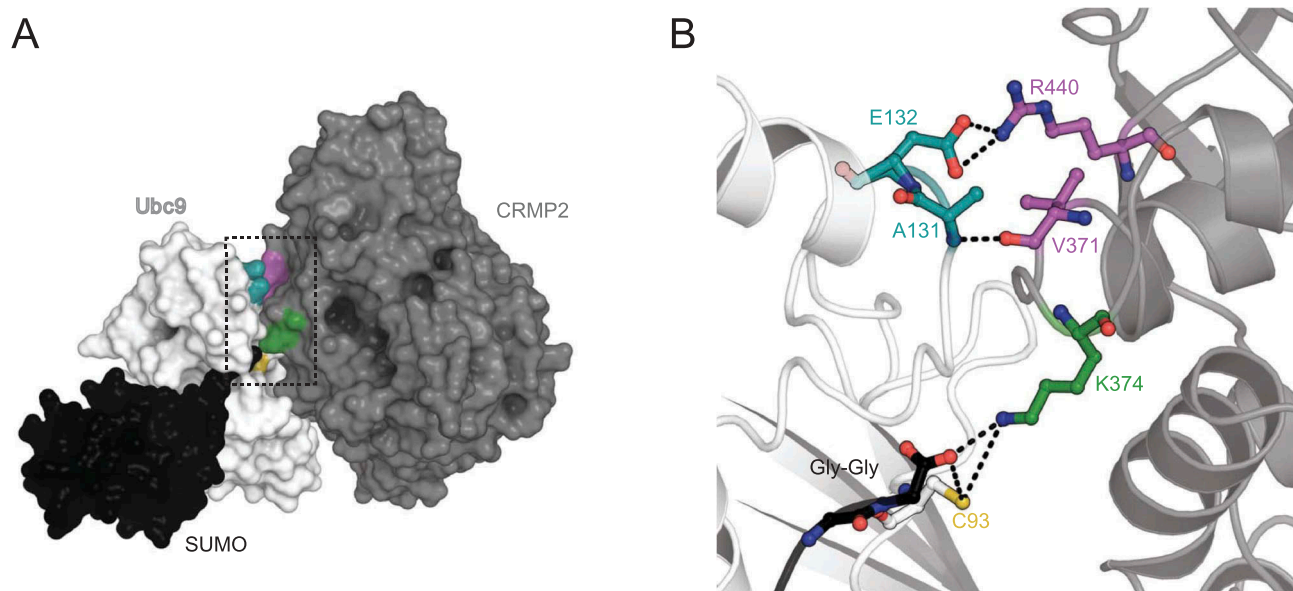 A
B
Ubc9
CRMP2
SUMO
R440
E132
A131
V371
K374
Gly-Gly
C93